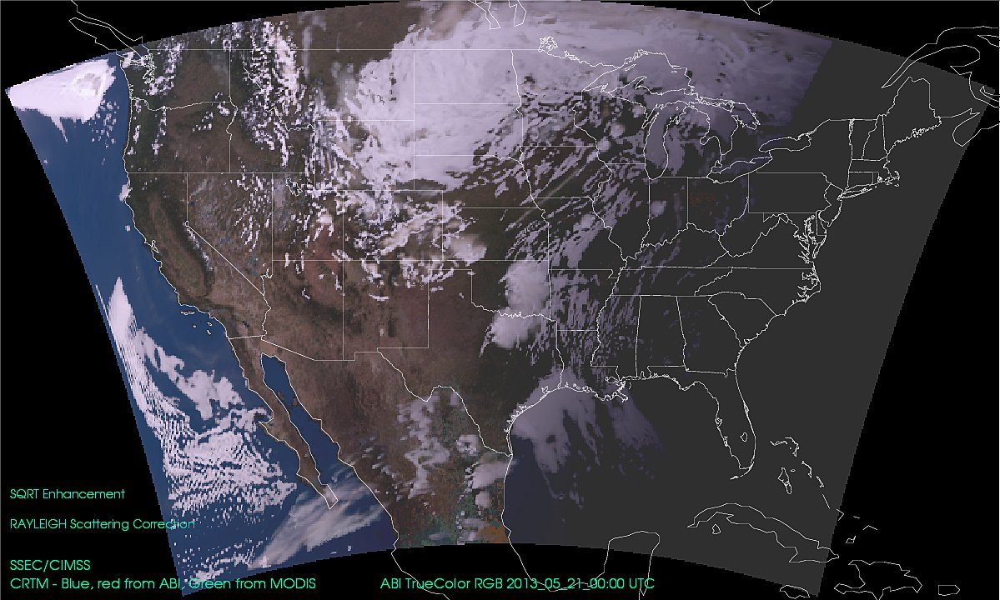 SQRT Enhancement
RAYLEIGH Scattering Correction
SSEC/CIMSS
CRTM - Blue, red from ABI, Green from MODIS
ABI TrueColor RGB 2013_05_21_00:00 UTC